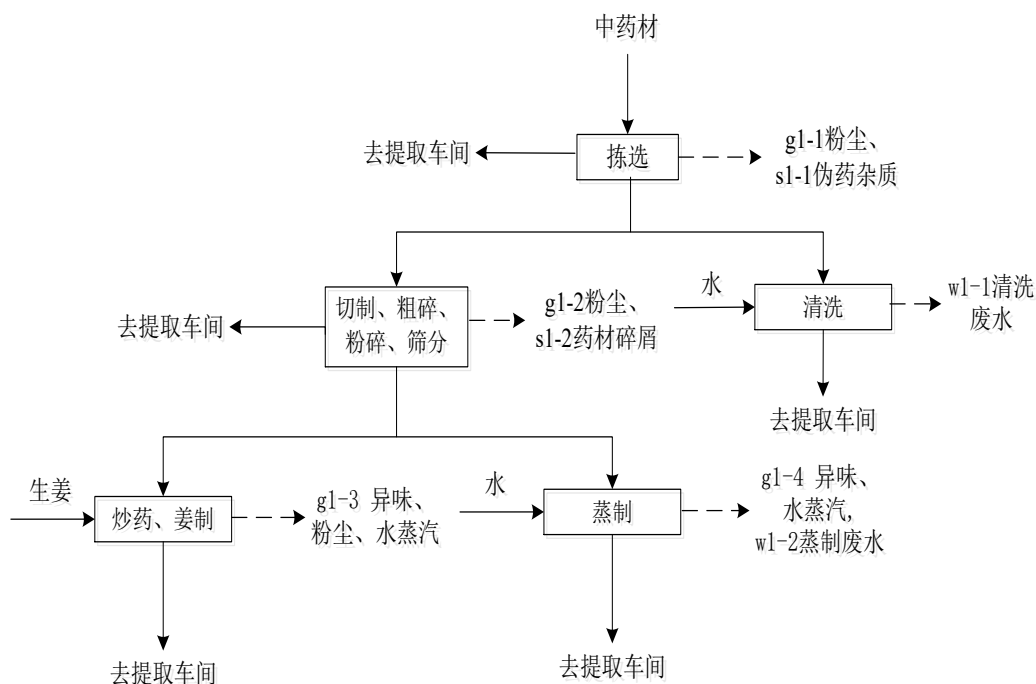 中药材
去提取车间
拣选
g1-1粉尘、
s1-1伪药杂质
去提取车间
切制、粗碎、
粉碎、筛分
g1-2粉尘、
s1-2药材碎屑
水
清洗
w1-1清洗
废水
去提取车间
生姜
炒药、姜制
g1-3 异味、
粉尘、水蒸汽
水
蒸制
g1-4 异味、
水蒸汽,
w1-2蒸制废水
去提取车间
去提取车间